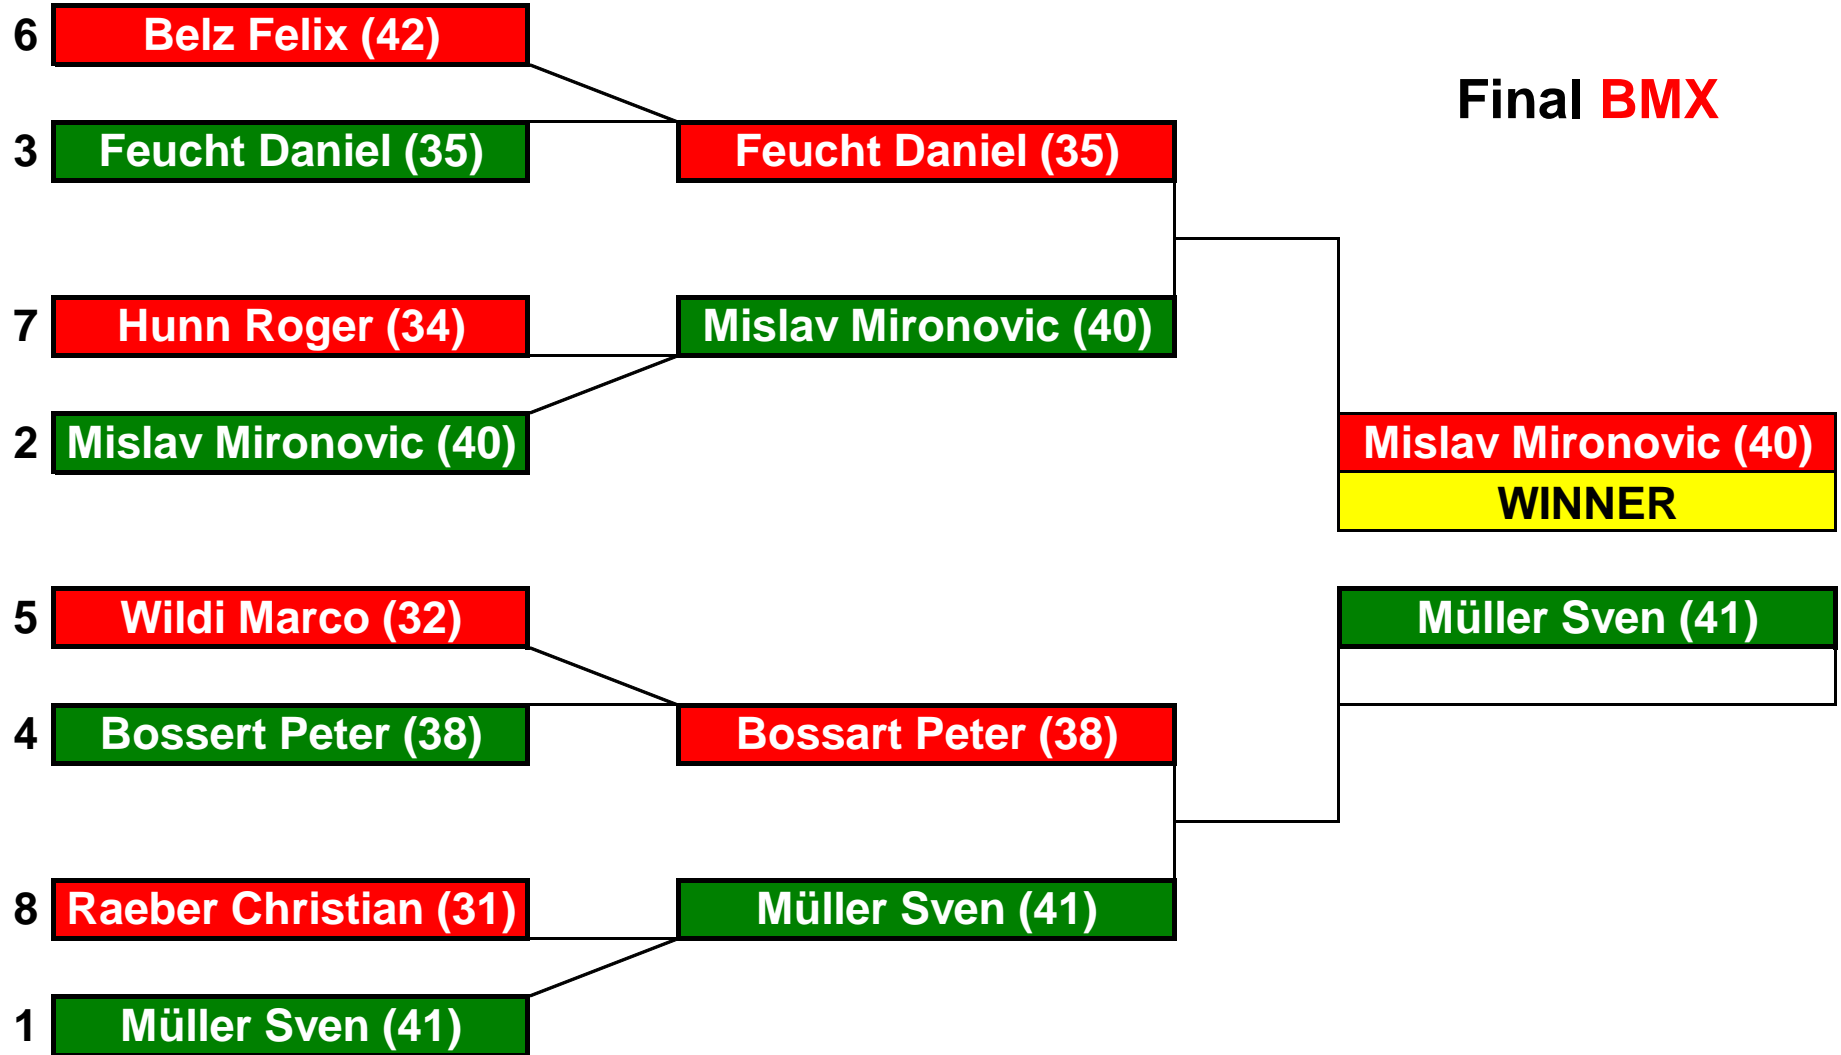 6 Belz Felix (42)
Final BMX
3 Feucht Daniel (35) Feucht Daniel (35)
7 Hunn Roger (34) Mislav Mironovic (40)
2 Mislav Mironovic (40) Mislav Mironovic (40)
WINNER
5 Wildi Marco (32) Müller Sven (41)
4 Bossert Peter (38) Bossart Peter (38)
8 Raeber Christian (31) Müller Sven (41)
1 Müller Sven (41)